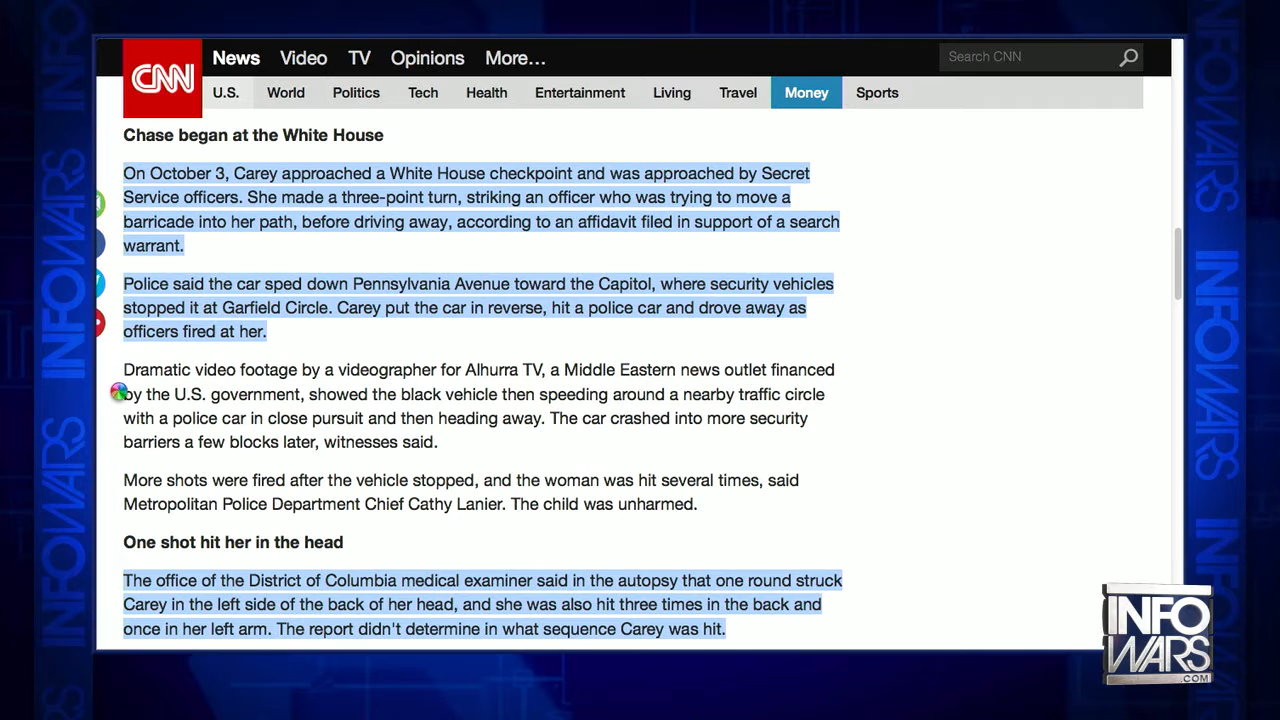 CNN
News Video TV Opinions More...
Search CNN
U.S. World Politics Tech Health Entertainment Living Travel Money Sports
Chase began at the White House
On October 3, Carey approached a White House checkpoint and was approached by Secret
Service officers. She made a three-point turn, striking an officer who was trying to move a
barricade into her path, before driving away, according to an affidavit filed in support of a search
warrant.
Police said the car sped down Pennsylvania Avenue toward the Capitol, where security vehicles
stopped it at Garfield Circle. Carey put the car in reverse, hit a police car and drove away as
officers fired at her.
Dramatic video footage by a videographer for Alhurra TV, a Middle Eastern news outlet financed
by the U.S. government, showed the black vehicle then speeding around a nearby traffic circle
with a police car in close pursuit and then heading away. The car crashed into more security
barriers a few blocks later, witnesses said.
More shots were fired after the vehicle stopped, and the woman was hit several times, said
Metropolitan Police Department Chief Cathy Lanier. The child was unharmed.
One shot hit her in the head
The office of the District of Columbia medical examiner said in the autopsy that one round struck
Carey in the left side of the back of her head, and she was also hit three times in the back and
once in her left arm. The report didn't determine in what sequence Carey was hit.
INFO
WARS
.COM
INFOWARS
INFOWARS